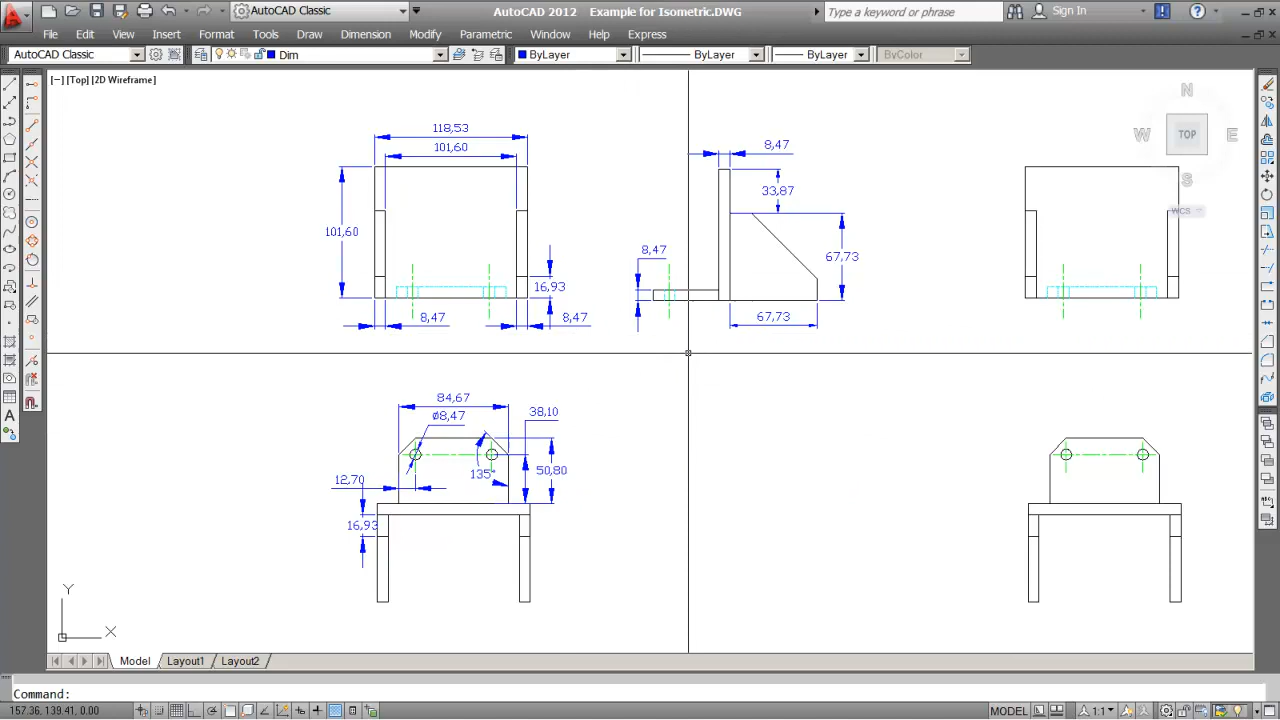 AutoCAD Classic
AutoCAD 2012 Example for Isometric.DWG
Type a keyword or phrase
Sign In
File Edit View Insert Format Tools Draw Dimension Modify Parametric Window Help Express
AutoCAD Classic
Dim
ByLayer
ByLayer
ByLayer
ByColor
[−] [Top] [2D Wireframe]
N
W TOP E
S
WCS
118,53
101,60
101,60
16,93
8,47 8,47
8,47
33,87
8,47
67,73
67,73
84,67
Ø8,47
38,10
135°
50,80
12,70
16,93
Y
X
Model Layout1 Layout2
Command:
157.36, 139.41, 0.00
MODEL
A 1:1